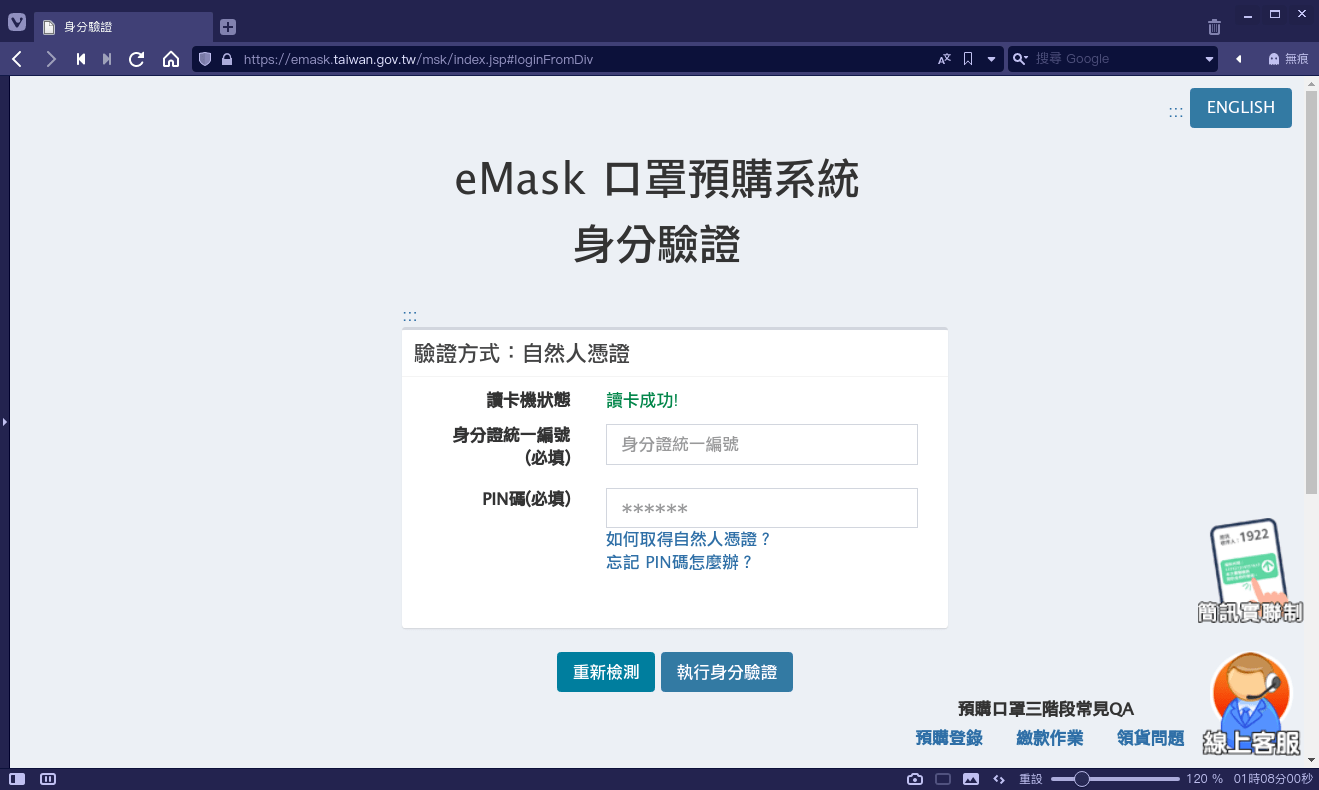 身分驗證
https://emask.taiwan.gov.tw/msk/index.jsp#loginFromDiv
搜尋 Google
無痕
:::
ENGLISH
eMask 口罩預購系統
身分驗證
:::
驗證方式：自然人憑證
讀卡機狀態
讀卡成功!
身分證統一編號
(必填)
身分證統一編號
PIN碼(必填)
******
如何取得自然人憑證？
忘記 PIN碼怎麼辦？
重新檢測
執行身分驗證
1922
簡訊實聯制
預購口罩三階段常見QA
預購登錄
繳款作業
領貨問題
線上客服
重設
120 %
01時08分00秒